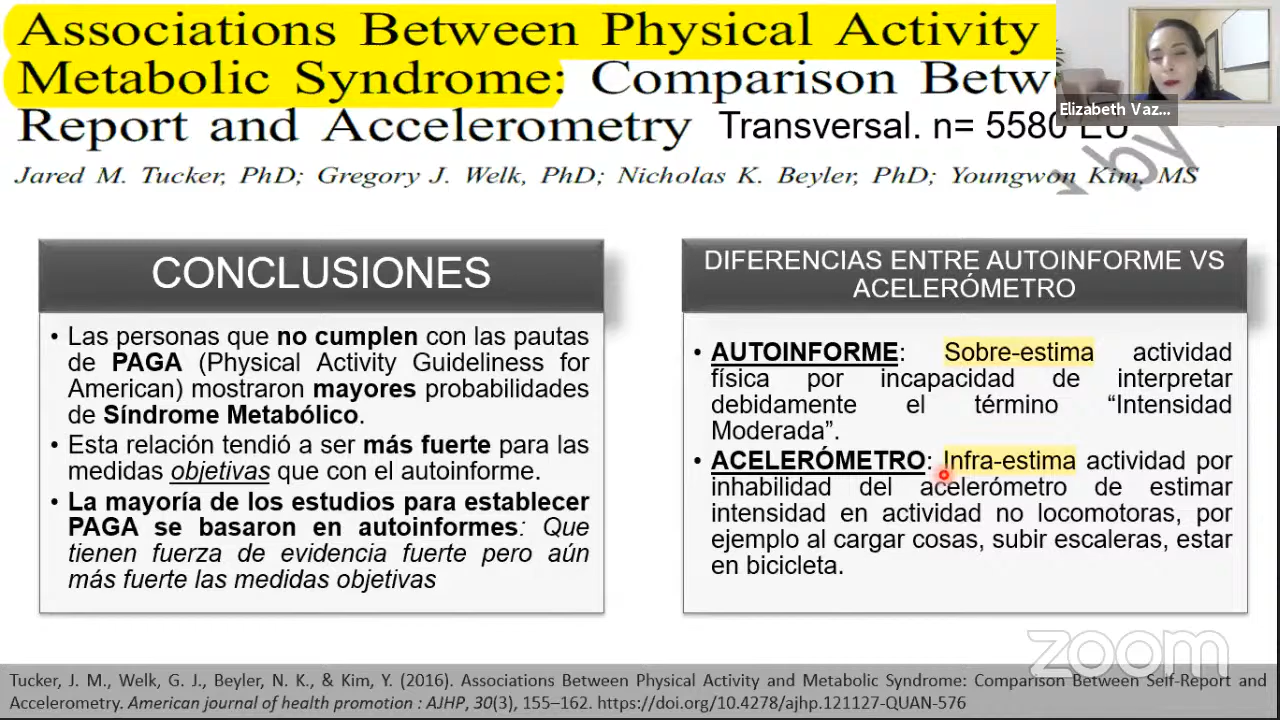 Associations Between Physical Activity
Metabolic Syndrome: Comparison Betwe
Report and Accelerometry Transversal. n= 5580 EU
Elizabeth Vaz...
by
Jared M. Tucker, PhD; Gregory J. Welk, PhD; Nicholas K. Beyler, PhD; Youngwon Kim, MS
CONCLUSIONES
• Las personas que no cumplen con las pautas
de PAGA (Physical Activity Guideliness for
American) mostraron mayores probabilidades
de Síndrome Metabólico.
• Esta relación tendió a ser más fuerte para las
medidas objetivas que con el autoinforme.
• La mayoría de los estudios para establecer
PAGA se basaron en autoinformes: Que
tienen fuerza de evidencia fuerte pero aún
más fuerte las medidas objetivas
DIFERENCIAS ENTRE AUTOINFORME VS
ACELERÓMETRO
• AUTOINFORME: Sobre-estima actividad
física por incapacidad de interpretar
debidamente el término “Intensidad
Moderada”.
• ACELERÓMETRO: Infra-estima actividad por
inhabilidad del acelerómetro de estimar
intensidad en actividad no locomotoras, por
ejemplo al cargar cosas, subir escaleras, estar
en bicicleta.
zoom
Tucker, J. M., Welk, G. J., Beyler, N. K., & Kim, Y. (2016). Associations Between Physical Activity and Metabolic Syndrome: Comparison Between Self-Report and
Accelerometry. American journal of health promotion : AJHP, 30(3), 155–162. https://doi.org/10.4278/ajhp.121127-QUAN-576